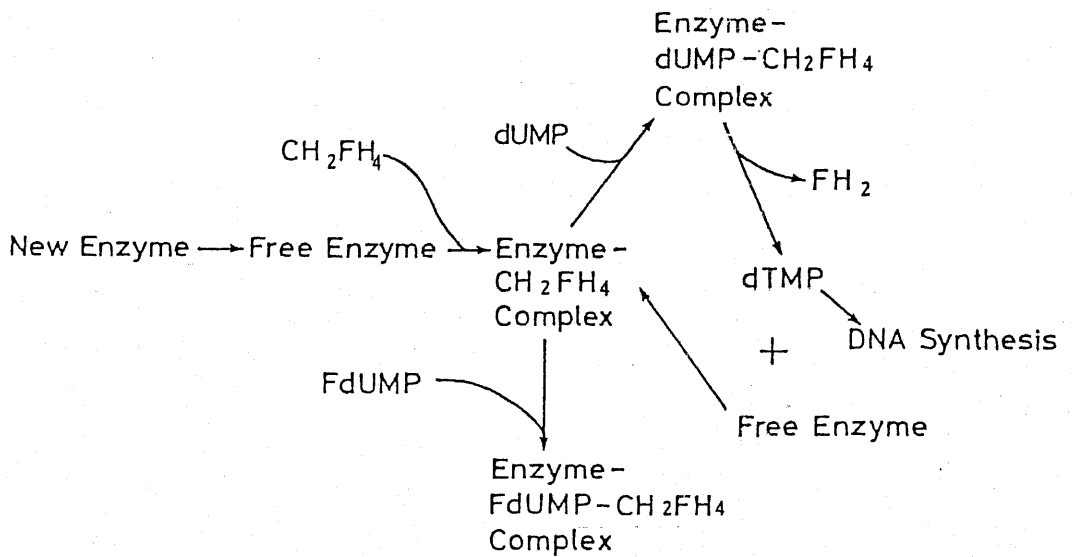 Enzyme-
dUMP-CH₂FH₄
Complex
dUMP
CH₂FH₄
FH₂
New Enzyme
Free Enzyme
Enzyme-
CH₂FH₄
Complex
dTMP
DNA Synthesis
+
FdUMP
Free Enzyme
Enzyme-
FdUMP-CH₂FH₄
Complex